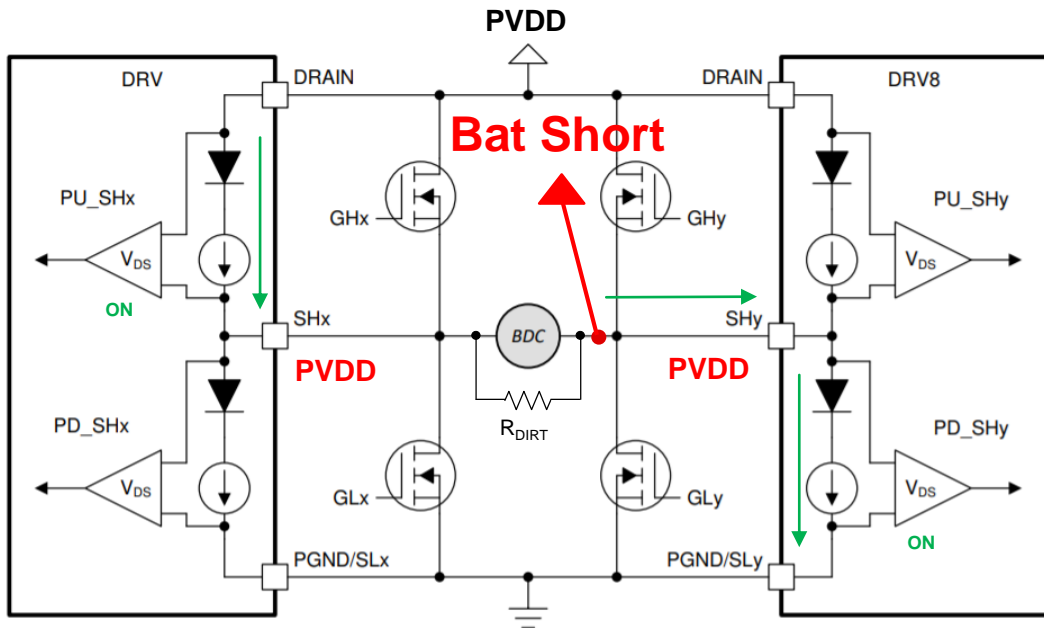 PVDD
DRV
DRAIN
DRAIN
DRV8
Bat Short
PU_SHx
GHx
GHy
PU_SHy
VDS
VDS
ON
SHx
BDC
SHy
PVDD
PVDD
RDIRT
PD_SHx
PD_SHy
VDS
GLx
GLy
VDS
ON
PGND/SLx
PGND/SLy